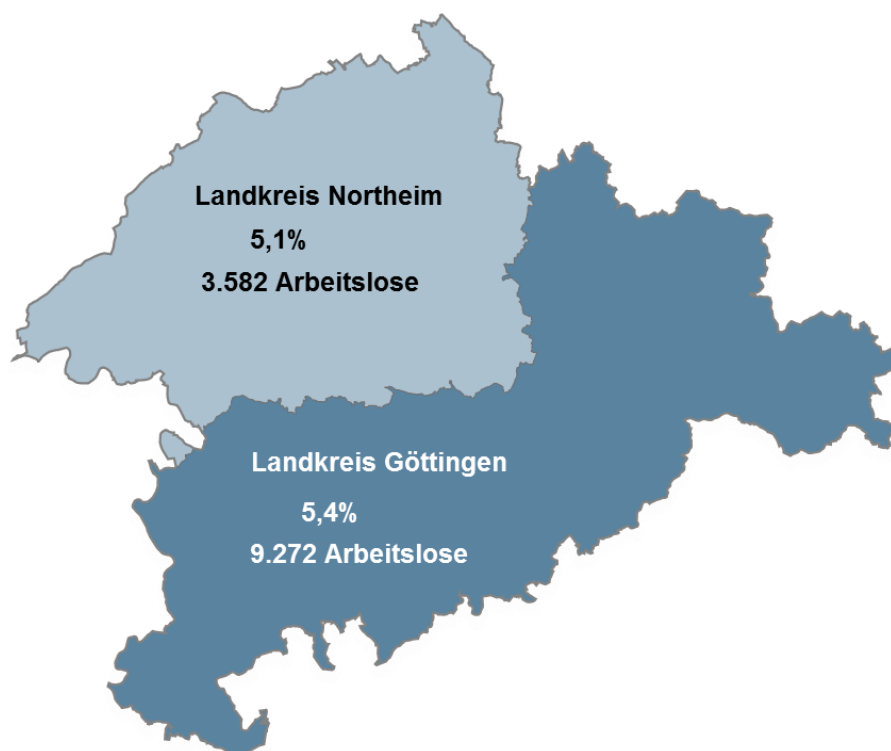 Landkreis Northeim
5,1%
3.582 Arbeitslose
Landkreis Göttingen
5,4%
9.272 Arbeitslose